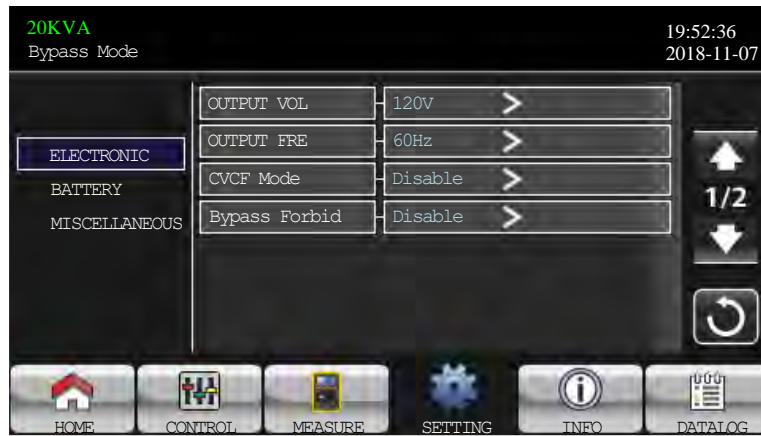 20KVA
Bypass Mode
19:52:36
2018-11-07
OUTPUT VOL 120V
OUTPUT FRE 60Hz
CVCF Mode Disable
Bypass Forbid Disable
ELECTRONIC
BATTERY
MISCELLANEOUS
1/2
HOME CONTROL MEASURE SETTING INFO DATALOG